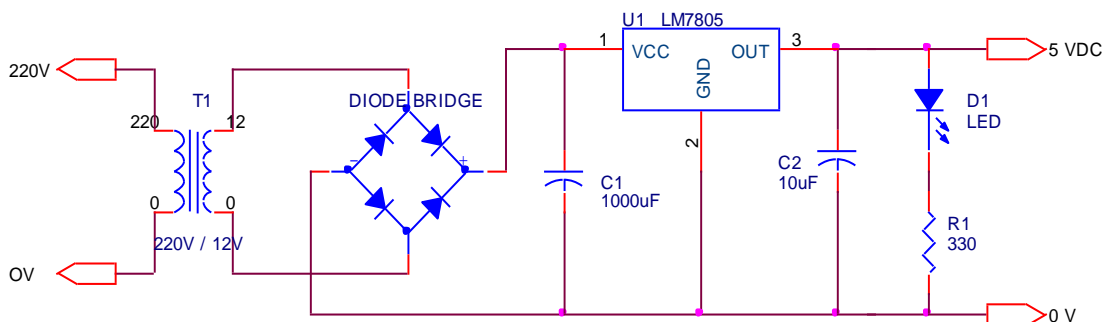 U1 LM7805
1 VCC OUT 3
5 VDC
220V
T1
DIODE BRIDGE
GND
D1
LED
220 12
2
- +
C2
10uF
C1
1000uF
0 0
R1
330
220V / 12V
OV
0 V